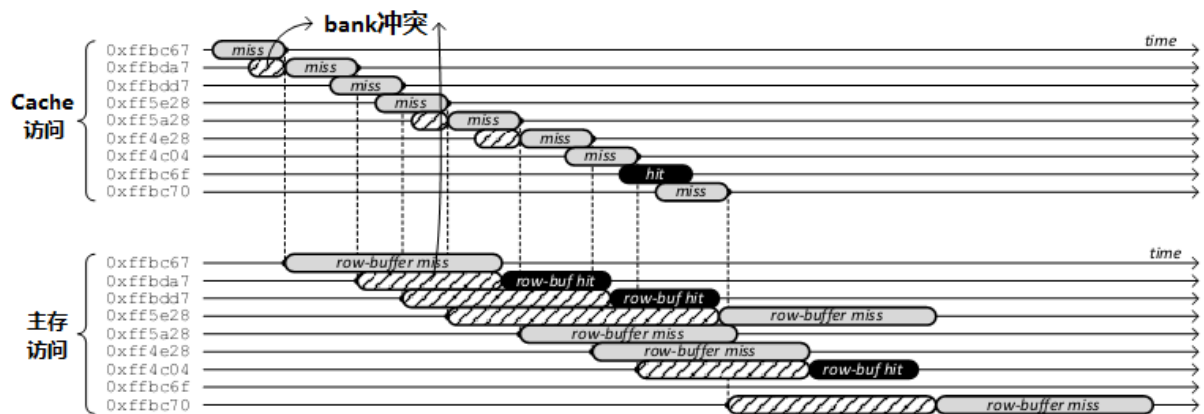 bank冲突
0xffbc67 miss time
0xffbda7 miss
0xffbdd7 miss
0xff5e28 miss
Cache
访问
0xff5a28 miss
0xff4e28 miss
0xff4c04 miss
0xffbc6f hit
0xffbc70 miss
0xffbc67 row-buffer miss time
0xffbda7 row-buf hit
0xffbdd7 row-buf hit
0xff5e28 row-buffer miss
主存
访问
0xff5a28 row-buffer miss
0xff4e28 row-buffer miss
0xff4c04 row-buf hit
0xffbc6f
0xffbc70 row-buffer miss